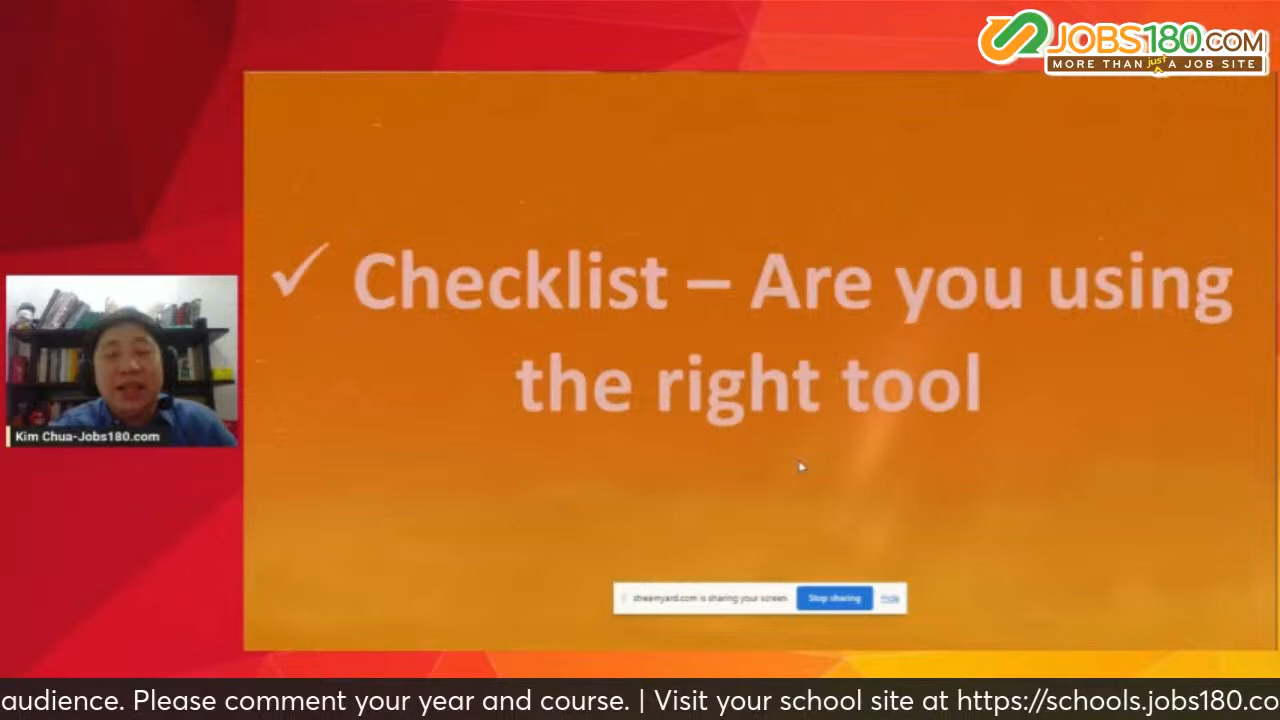 JOBS180.COM
MORE THAN just A JOB SITE
✓ Checklist – Are you using
the right tool
Kim Chua-Jobs180.com
streamyard.com is sharing your screen
Stop sharing
Hide
audience. Please comment your year and course. | Visit your school site at https://schools.jobs180.co